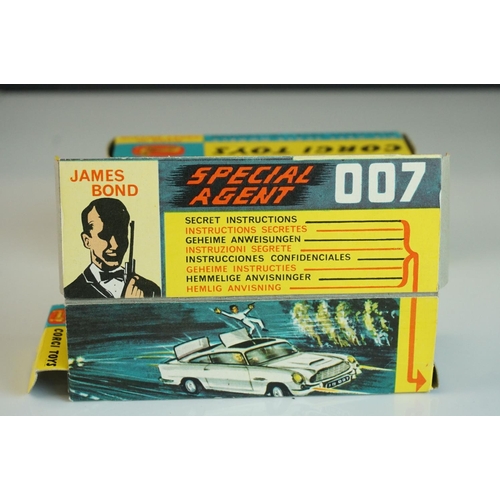 CORGI TOYS
JAMES
BOND
SPECIAL
AGENT
007
SECRET INSTRUCTIONS
INSTRUCTIONS SECRETES
GEHEIME ANWEISUNGEN
INSTRUZIONI SEGRETE
INSTRUCCIONES CONFIDENCIALES
GEHEIME INSTRUCTIES
HEMMELIGE ANVISNINGER
HEMLIG ANVISNING
CORGI TOYS